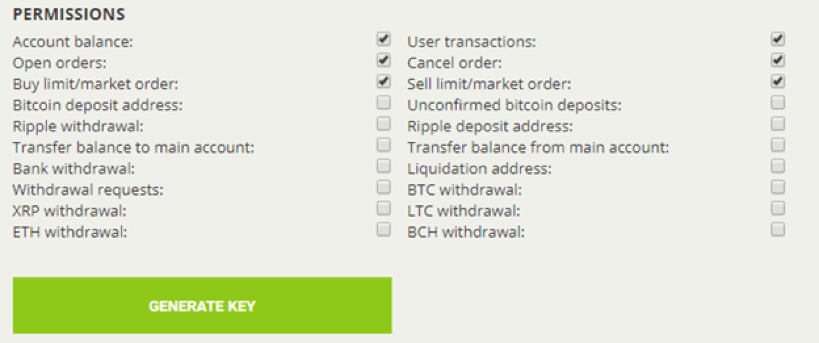 PERMISSIONS
Account balance: User transactions:
Open orders: Cancel order:
Buy limit/market order: Sell limit/market order:
Bitcoin deposit address: Unconfirmed bitcoin deposits:
Ripple withdrawal: Ripple deposit address:
Transfer balance to main account: Transfer balance from main account:
Bank withdrawal: Liquidation address:
Withdrawal requests: BTC withdrawal:
XRP withdrawal: LTC withdrawal:
ETH withdrawal: BCH withdrawal:
GENERATE KEY